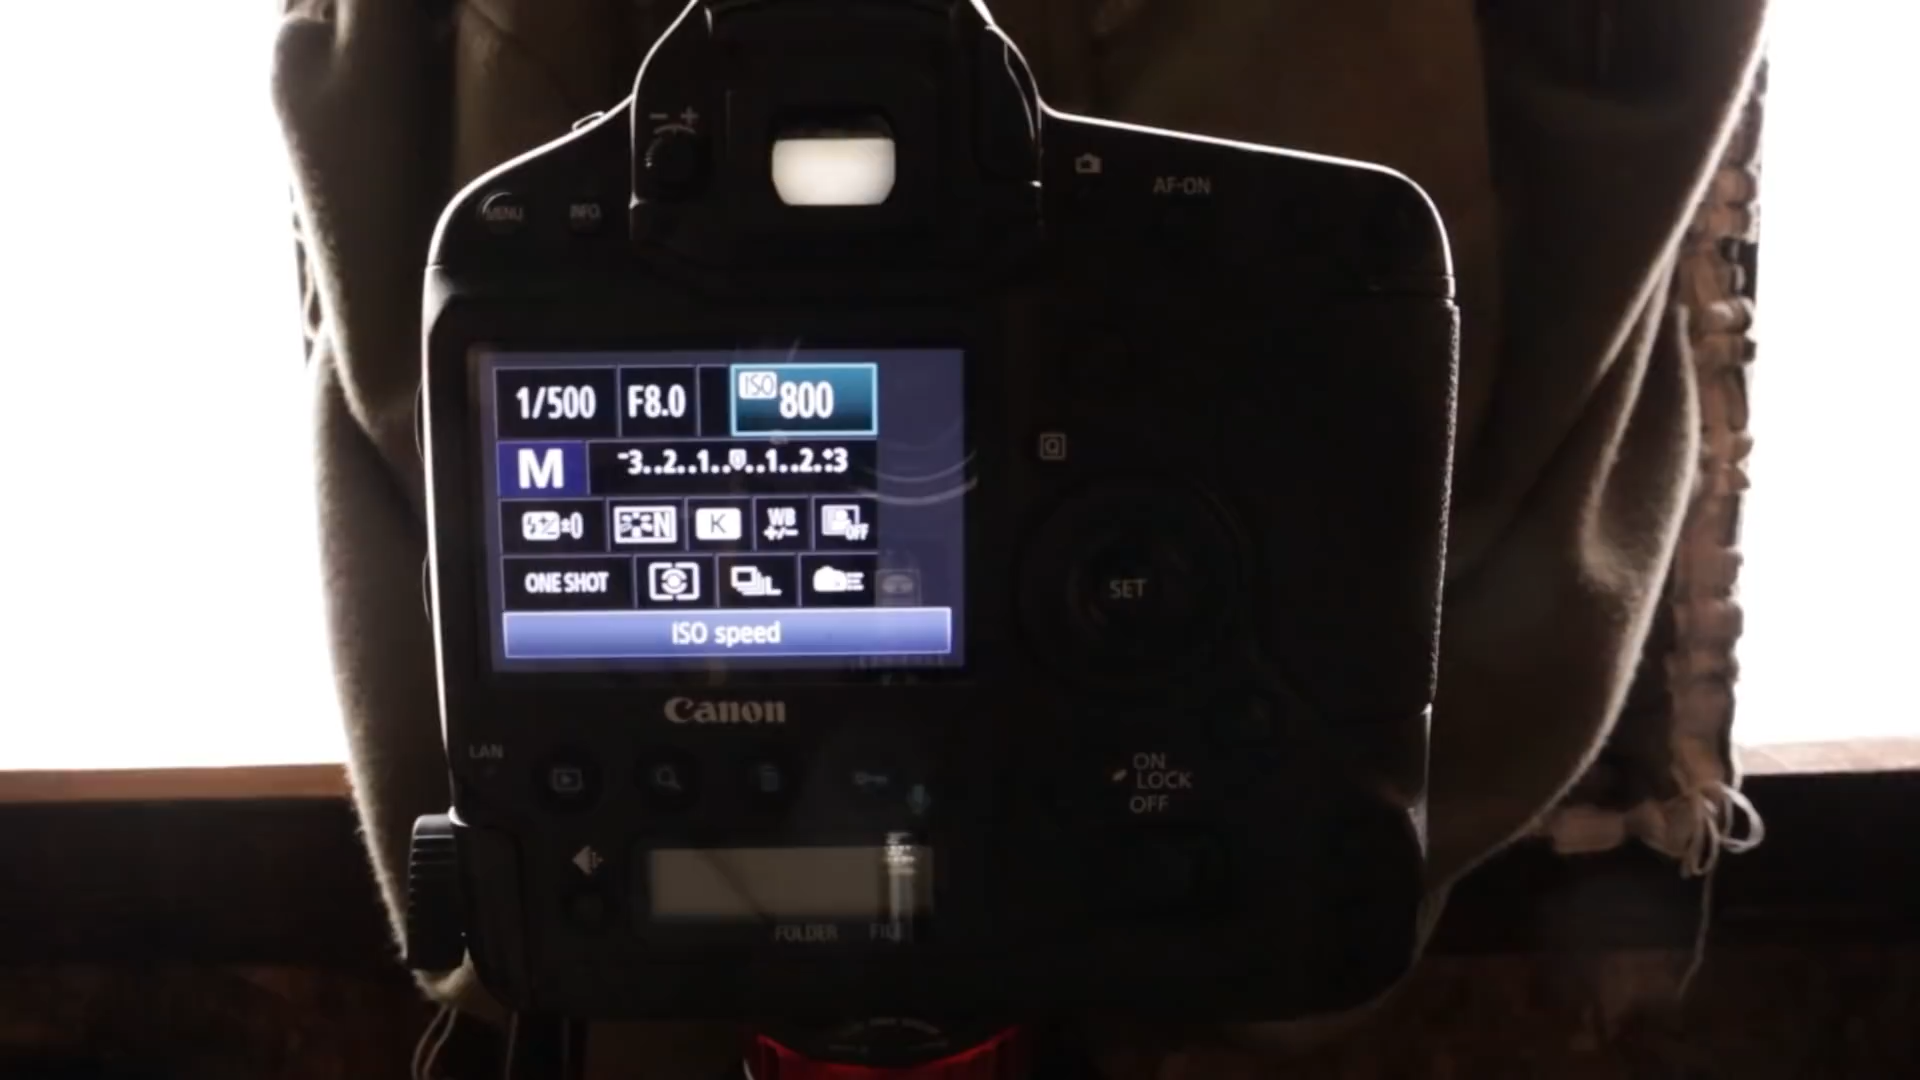 - +
MENU INFO AF-ON
1/500 F8.0 ISO 800
M -3..2..1..0..1..2..+3
±0 N K WB +/- OFF
ONE SHOT L
ISO speed
Q
SET
Canon
LAN
ON
LOCK
OFF
FOLDER